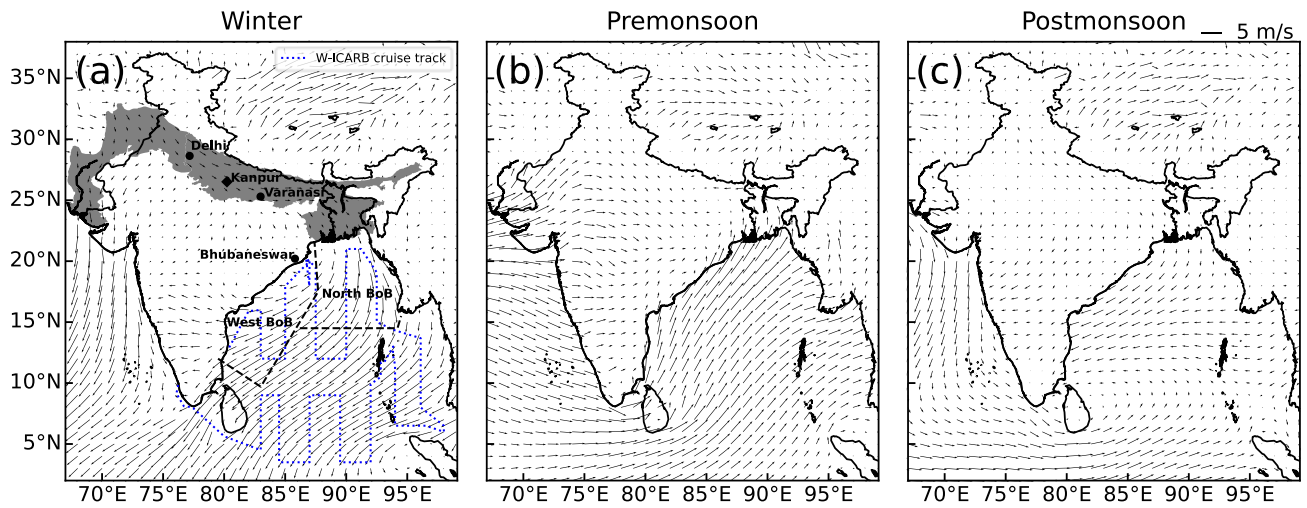 Winter
Premonsoon
Postmonsoon
5 m/s
(a)
W-ICARB cruise track
(b)
(c)
35°N
30°N
25°N
20°N
15°N
10°N
5°N
Delhi
Kanpur
Varanasi
Bhubaneswar
North BoB
West BoB
70°E 75°E 80°E 85°E 90°E 95°E
70°E 75°E 80°E 85°E 90°E 95°E
70°E 75°E 80°E 85°E 90°E 95°E